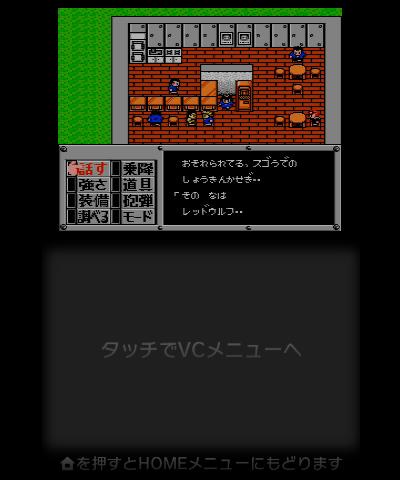 話す 乗降
強さ 道具
装備 砲弾
調べる モード
おそれられてる、スゴうでの
しょうきんかせぎ‥
「その なは
レッドウルフ‥
タッチでVCメニューへ
を押すとHOMEメニューにもどります